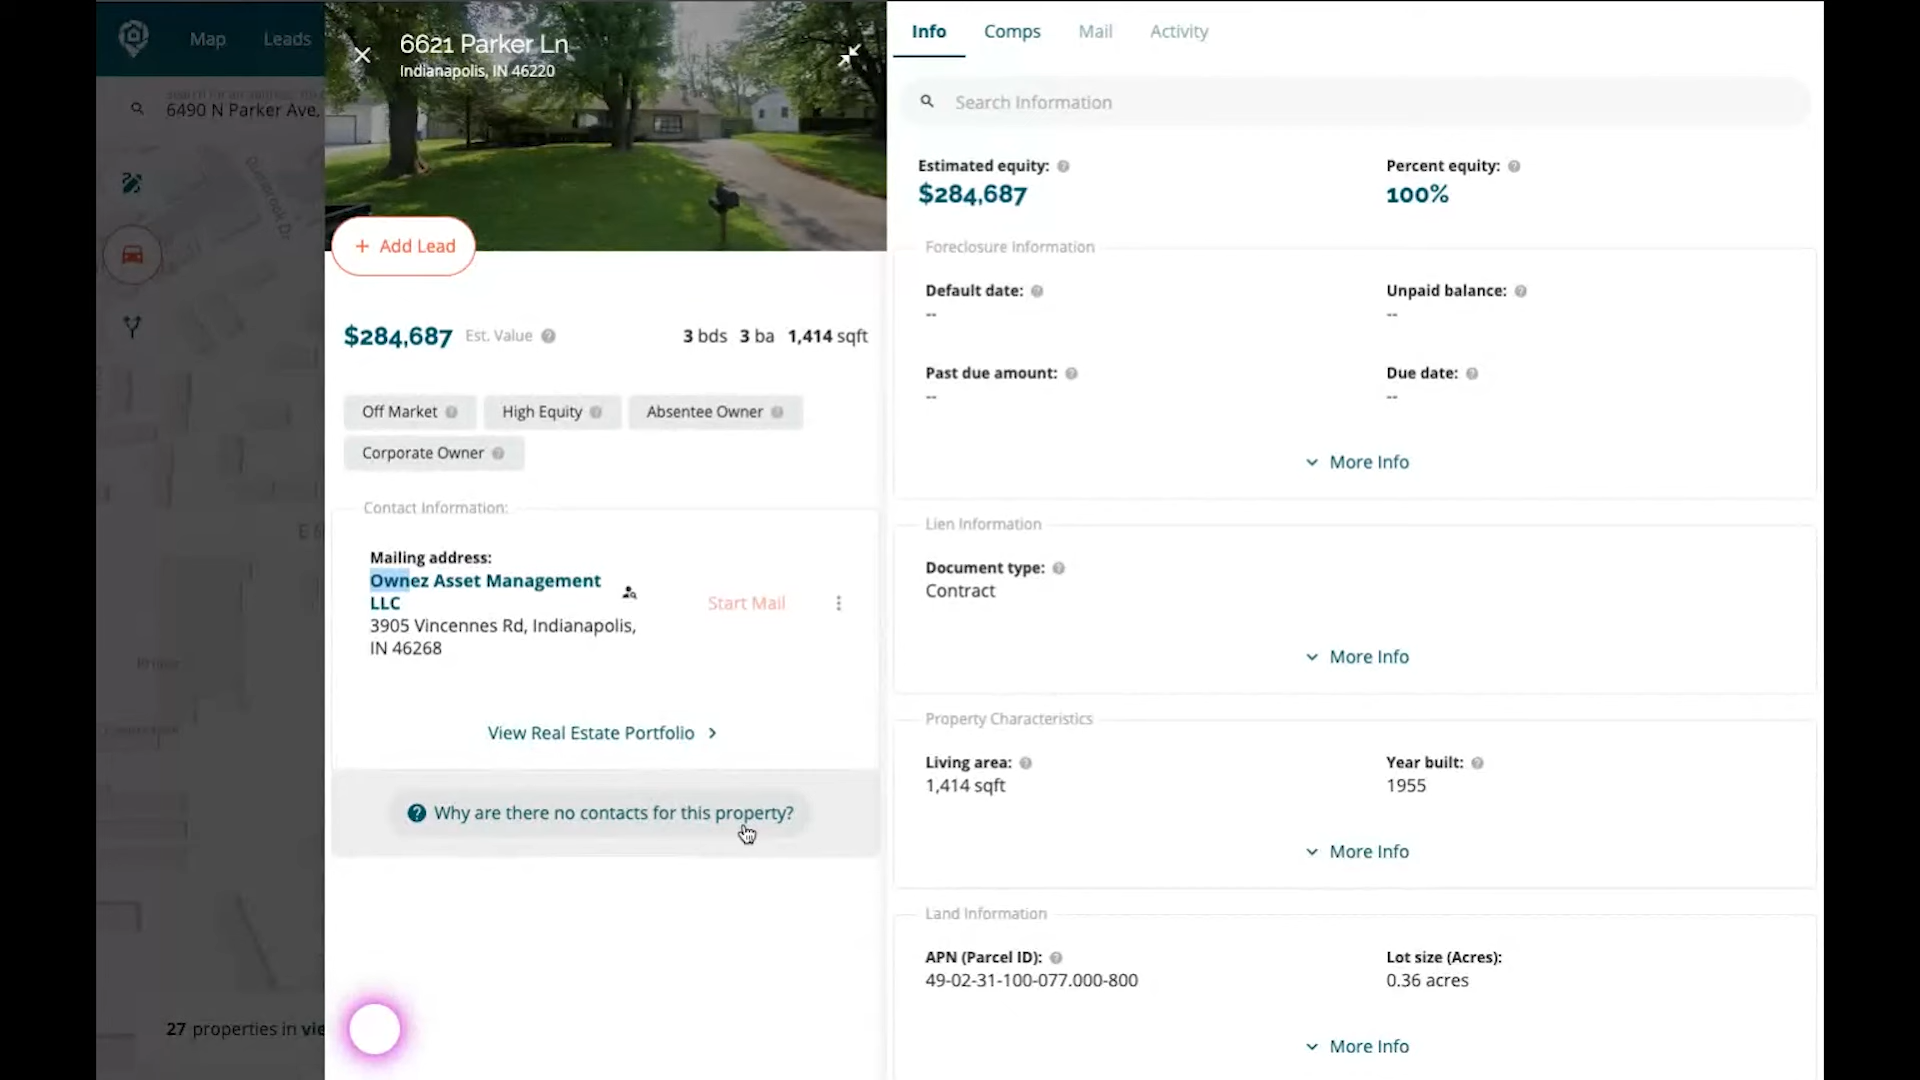 Map Leads
6490 N Parker Ave,
27 properties in vie
6621 Parker Ln
Indianapolis, IN 46220
+ Add Lead
$284,687 Est. Value
3 bds 3 ba 1,414 sqft
Off Market High Equity Absentee Owner
Corporate Owner
Contact Information:
Mailing address:
Ownez Asset Management
LLC
3905 Vincennes Rd, Indianapolis,
IN 46268
Start Mail
View Real Estate Portfolio
Why are there no contacts for this property?
Info Comps Mail Activity
Search Information
Estimated equity: Percent equity:
$284,687 100%
Foreclosure Information
Default date: Unpaid balance:
-- --
Past due amount: Due date:
-- --
More Info
Lien Information
Document type:
Contract
More Info
Property Characteristics
Living area: Year built:
1,414 sqft 1955
More Info
Land Information
APN (Parcel ID): Lot size (Acres):
49-02-31-100-077.000-800 0.36 acres
More Info